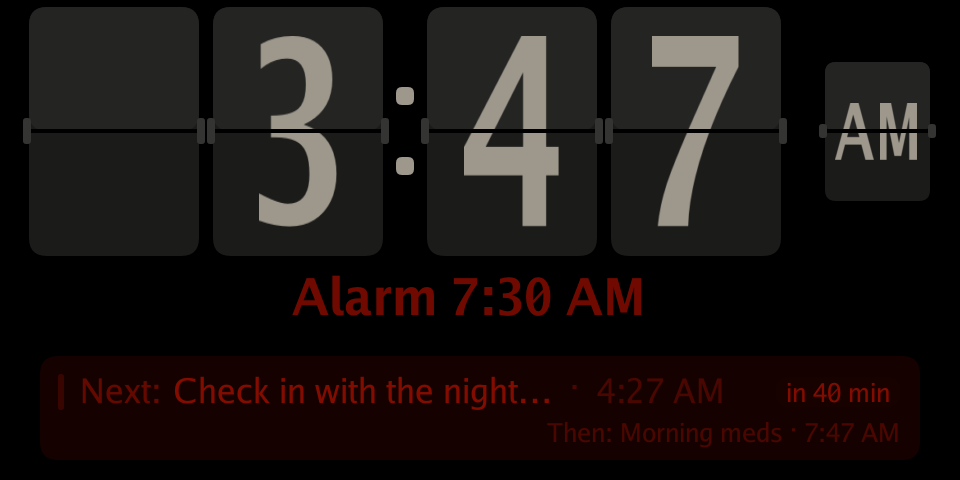 3:47 AM
Alarm 7:30 AM
Next: Check in with the night... · 4:27 AM in 40 min
Then: Morning meds · 7:47 AM